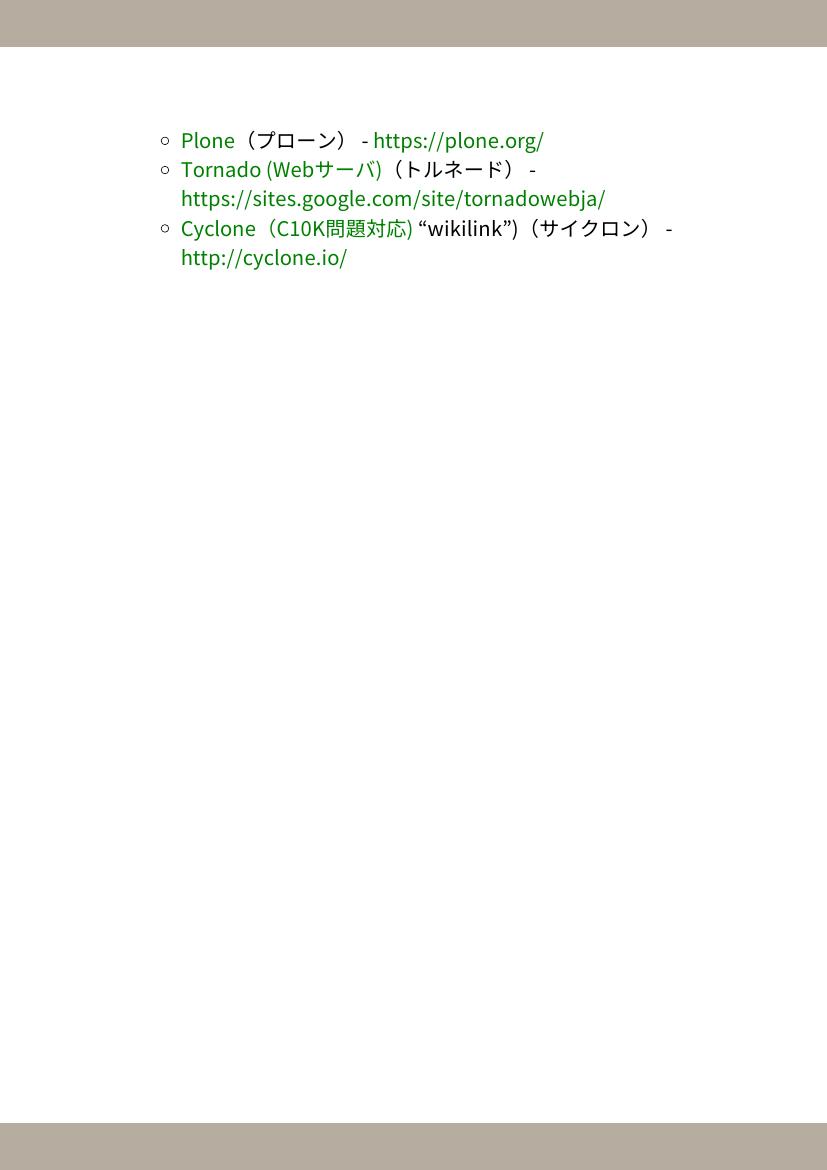 Plone（プローン） - https://plone.org/
Tornado (Webサーバ)（トルネード） -
https://sites.google.com/site/tornadowebja/
Cyclone（C10K問題対応) “wikilink”)（サイクロン） -
http://cyclone.io/